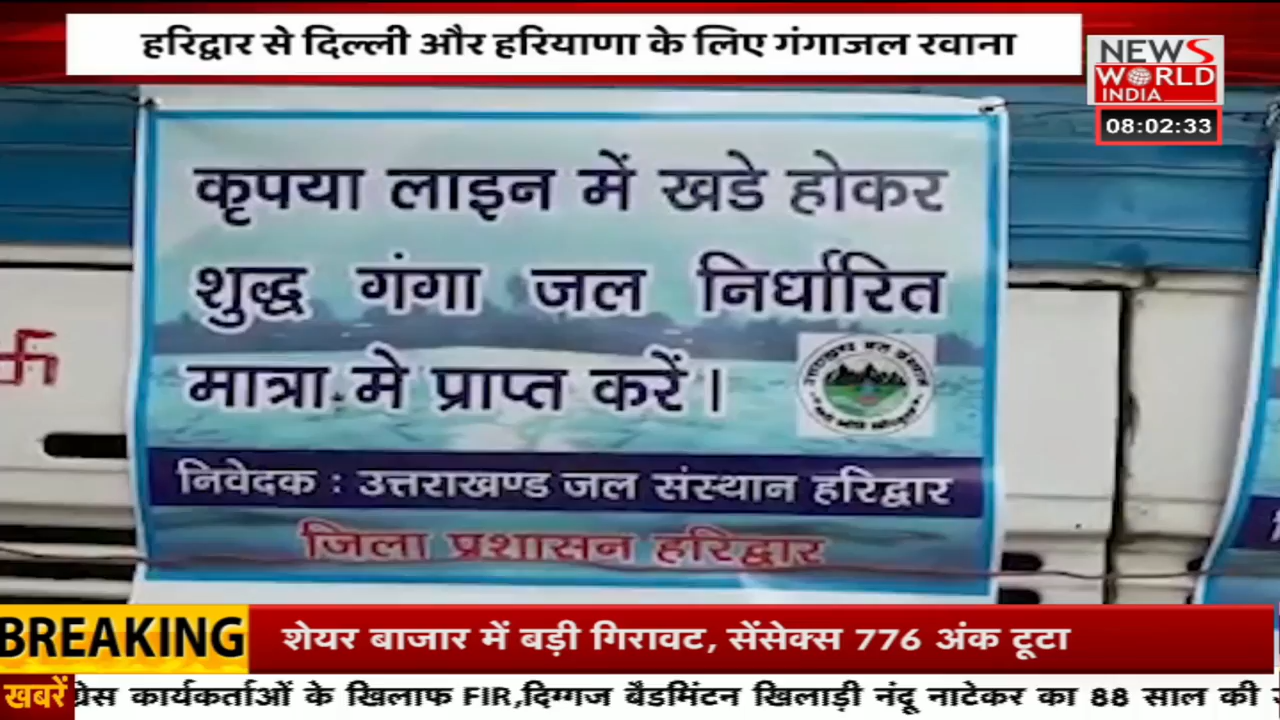 हरिद्वार से दिल्ली और हरियाणा के लिए गंगाजल रवाना
NEWS
WORLD
INDIA
08:02:33
कृपया लाइन में खडे होकर
शुद्ध गंगा जल निर्धारित
मात्रा मे प्राप्त करें।
निवेदक : उत्तराखण्ड जल संस्थान हरिद्वार
जिला प्रशासन हरिद्वार
BREAKING
शेयर बाजार में बड़ी गिरावट, सेंसेक्स 776 अंक टूटा
खबरें
कार्यकर्ताओं के खिलाफ FIR,दिग्गज बैडमिंटन खिलाड़ी नंदू नाटेकर का 88 साल की